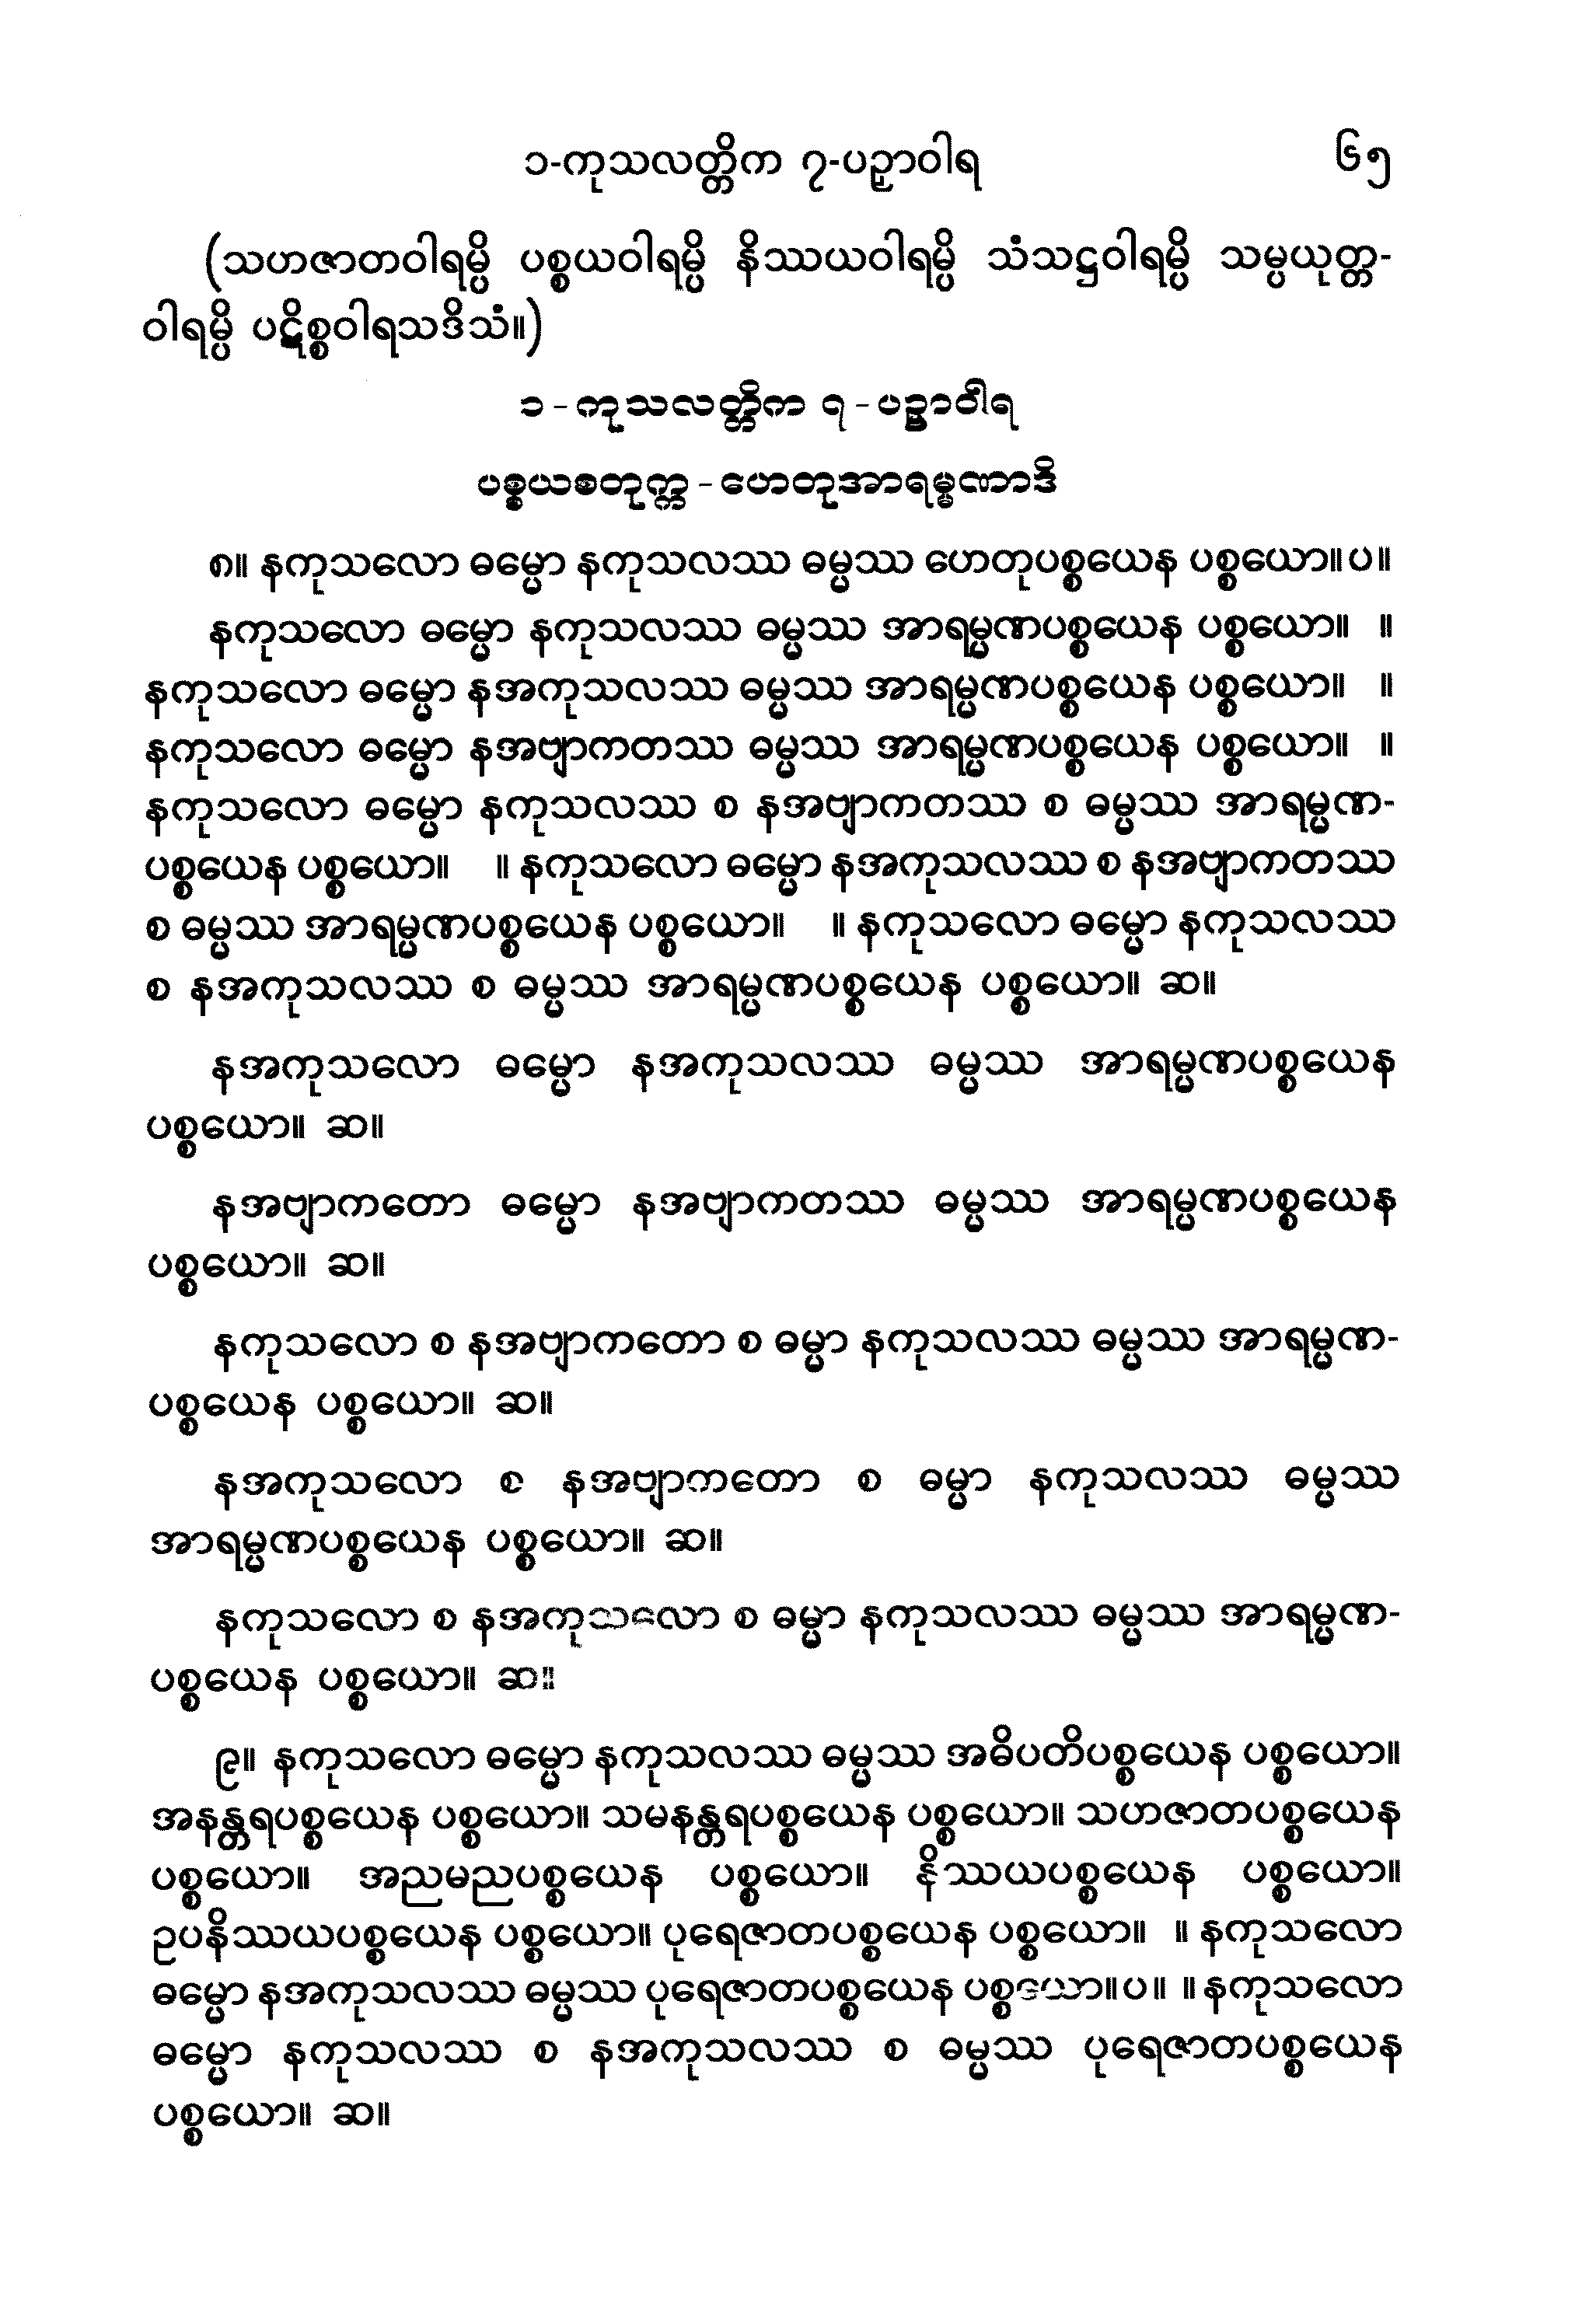 ၁-ကုသလတ္တိက ၇-ပဉှာဝါရ ၆၅
(သဟဇာတဝါရမ္ပိ ပစ္စယဝါရမ္ပိ နိဿယဝါရမ္ပိ သံသဋ္ဌဝါရမ္ပိ သမ္ပယုတ္တ-
ဝါရမ္ပိ ပဋိစ္စဝါရသဒိသံ။)
၁ - ကုသလတ္တိက ၇ - ပဉှာဝါရ
ပစ္စယစတုက္က - ဟေတုအာရမ္မဏာဒိ
၈။ နကုသလော ဓမ္မော နကုသလဿ ဓမ္မဿ ဟေတုပစ္စယေန ပစ္စယော။ပ။
နကုသလော ဓမ္မော နကုသလဿ ဓမ္မဿ အာရမ္မဏပစ္စယေန ပစ္စယော။ ။
နကုသလော ဓမ္မော နအကုသလဿ ဓမ္မဿ အာရမ္မဏပစ္စယေန ပစ္စယော။ ။
နကုသလော ဓမ္မော နအဗျာကတဿ ဓမ္မဿ အာရမ္မဏပစ္စယေန ပစ္စယော။ ။
နကုသလော ဓမ္မော နကုသလဿ စ နအဗျာကတဿ စ ဓမ္မဿ အာရမ္မဏ-
ပစ္စယေန ပစ္စယော။ ။ နကုသလော ဓမ္မော နအကုသလဿ စ နအဗျာကတဿ
စ ဓမ္မဿ အာရမ္မဏပစ္စယေန ပစ္စယော။ ။ နကုသလော ဓမ္မော နကုသလဿ
စ နအကုသလဿ စ ဓမ္မဿ အာရမ္မဏပစ္စယေန ပစ္စယော။ ဆ။
နအကုသလော ဓမ္မော နအကုသလဿ ဓမ္မဿ အာရမ္မဏပစ္စယေန
ပစ္စယော။ ဆ။
နအဗျာကတော ဓမ္မော နအဗျာကတဿ ဓမ္မဿ အာရမ္မဏပစ္စယေန
ပစ္စယော။ ဆ။
နကုသလော စ နအဗျာကတော စ ဓမ္မာ နကုသလဿ ဓမ္မဿ အာရမ္မဏ-
ပစ္စယေန ပစ္စယော။ ဆ။
နအကုသလော စ နအဗျာကတော စ ဓမ္မာ နကုသလဿ ဓမ္မဿ
အာရမ္မဏပစ္စယေန ပစ္စယော။ ဆ။
နကုသလော စ နအကုသလော စ ဓမ္မာ နကုသလဿ ဓမ္မဿ အာရမ္မဏ-
ပစ္စယေန ပစ္စယော။ ဆ။
၉။ နကုသလော ဓမ္မော နကုသလဿ ဓမ္မဿ အဓိပတိပစ္စယေန ပစ္စယော။
အနန္တရပစ္စယေန ပစ္စယော။ သမနန္တရပစ္စယေန ပစ္စယော။ သဟဇာတပစ္စယေန
ပစ္စယော။ အညမညပစ္စယေန ပစ္စယော။ နိဿယပစ္စယေန ပစ္စယော။
ဥပနိဿယပစ္စယေန ပစ္စယော။ ပုရေဇာတပစ္စယေန ပစ္စယော။ ။ နကုသလော
ဓမ္မော နအကုသလဿ ဓမ္မဿ ပုရေဇာတပစ္စယေန ပစ္စယော။ပ။ ။ နကုသလော
ဓမ္မော နကုသလဿ စ နအကုသလဿ စ ဓမ္မဿ ပုရေဇာတပစ္စယေန
ပစ္စယော။ ဆ။